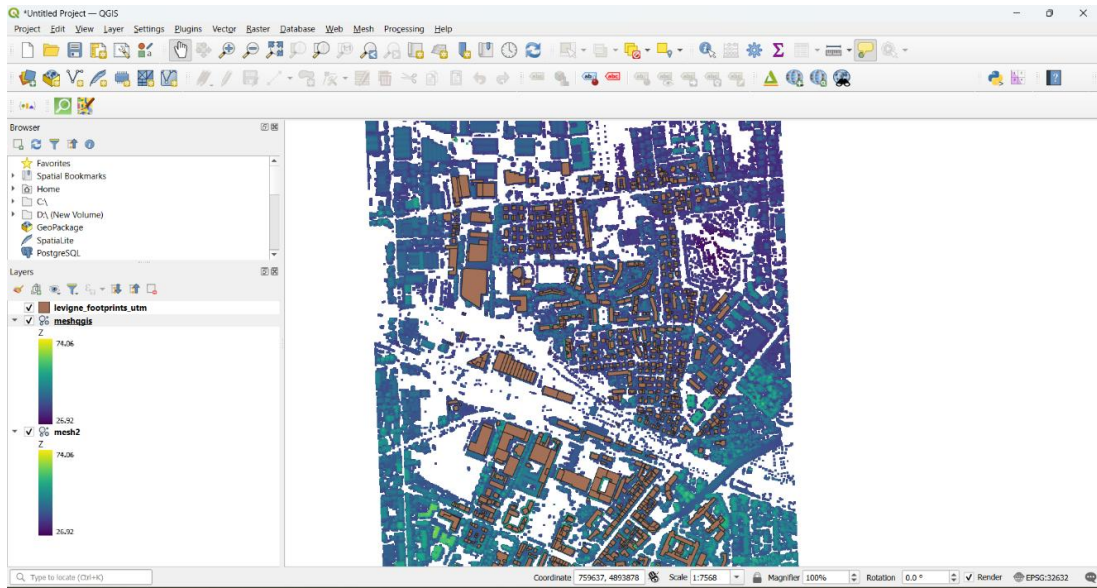 *Untitled Project — QGIS
Project Edit View Layer Settings Plugins Vector Raster Database Web Mesh Processing Help
Browser
Favorites
Spatial Bookmarks
Home
C:\
D:\ (New Volume)
GeoPackage
SpatiaLite
PostgreSQL
Layers
levigne_footprints_utm
meshqgis
Z
74.06
26.92
mesh2
Z
74.06
26.92
Type to locate (Ctrl+K)
Coordinate 759637, 4893878 Scale 1:7568 Magnifier 100% Rotation 0.0 ° Render EPSG:32632